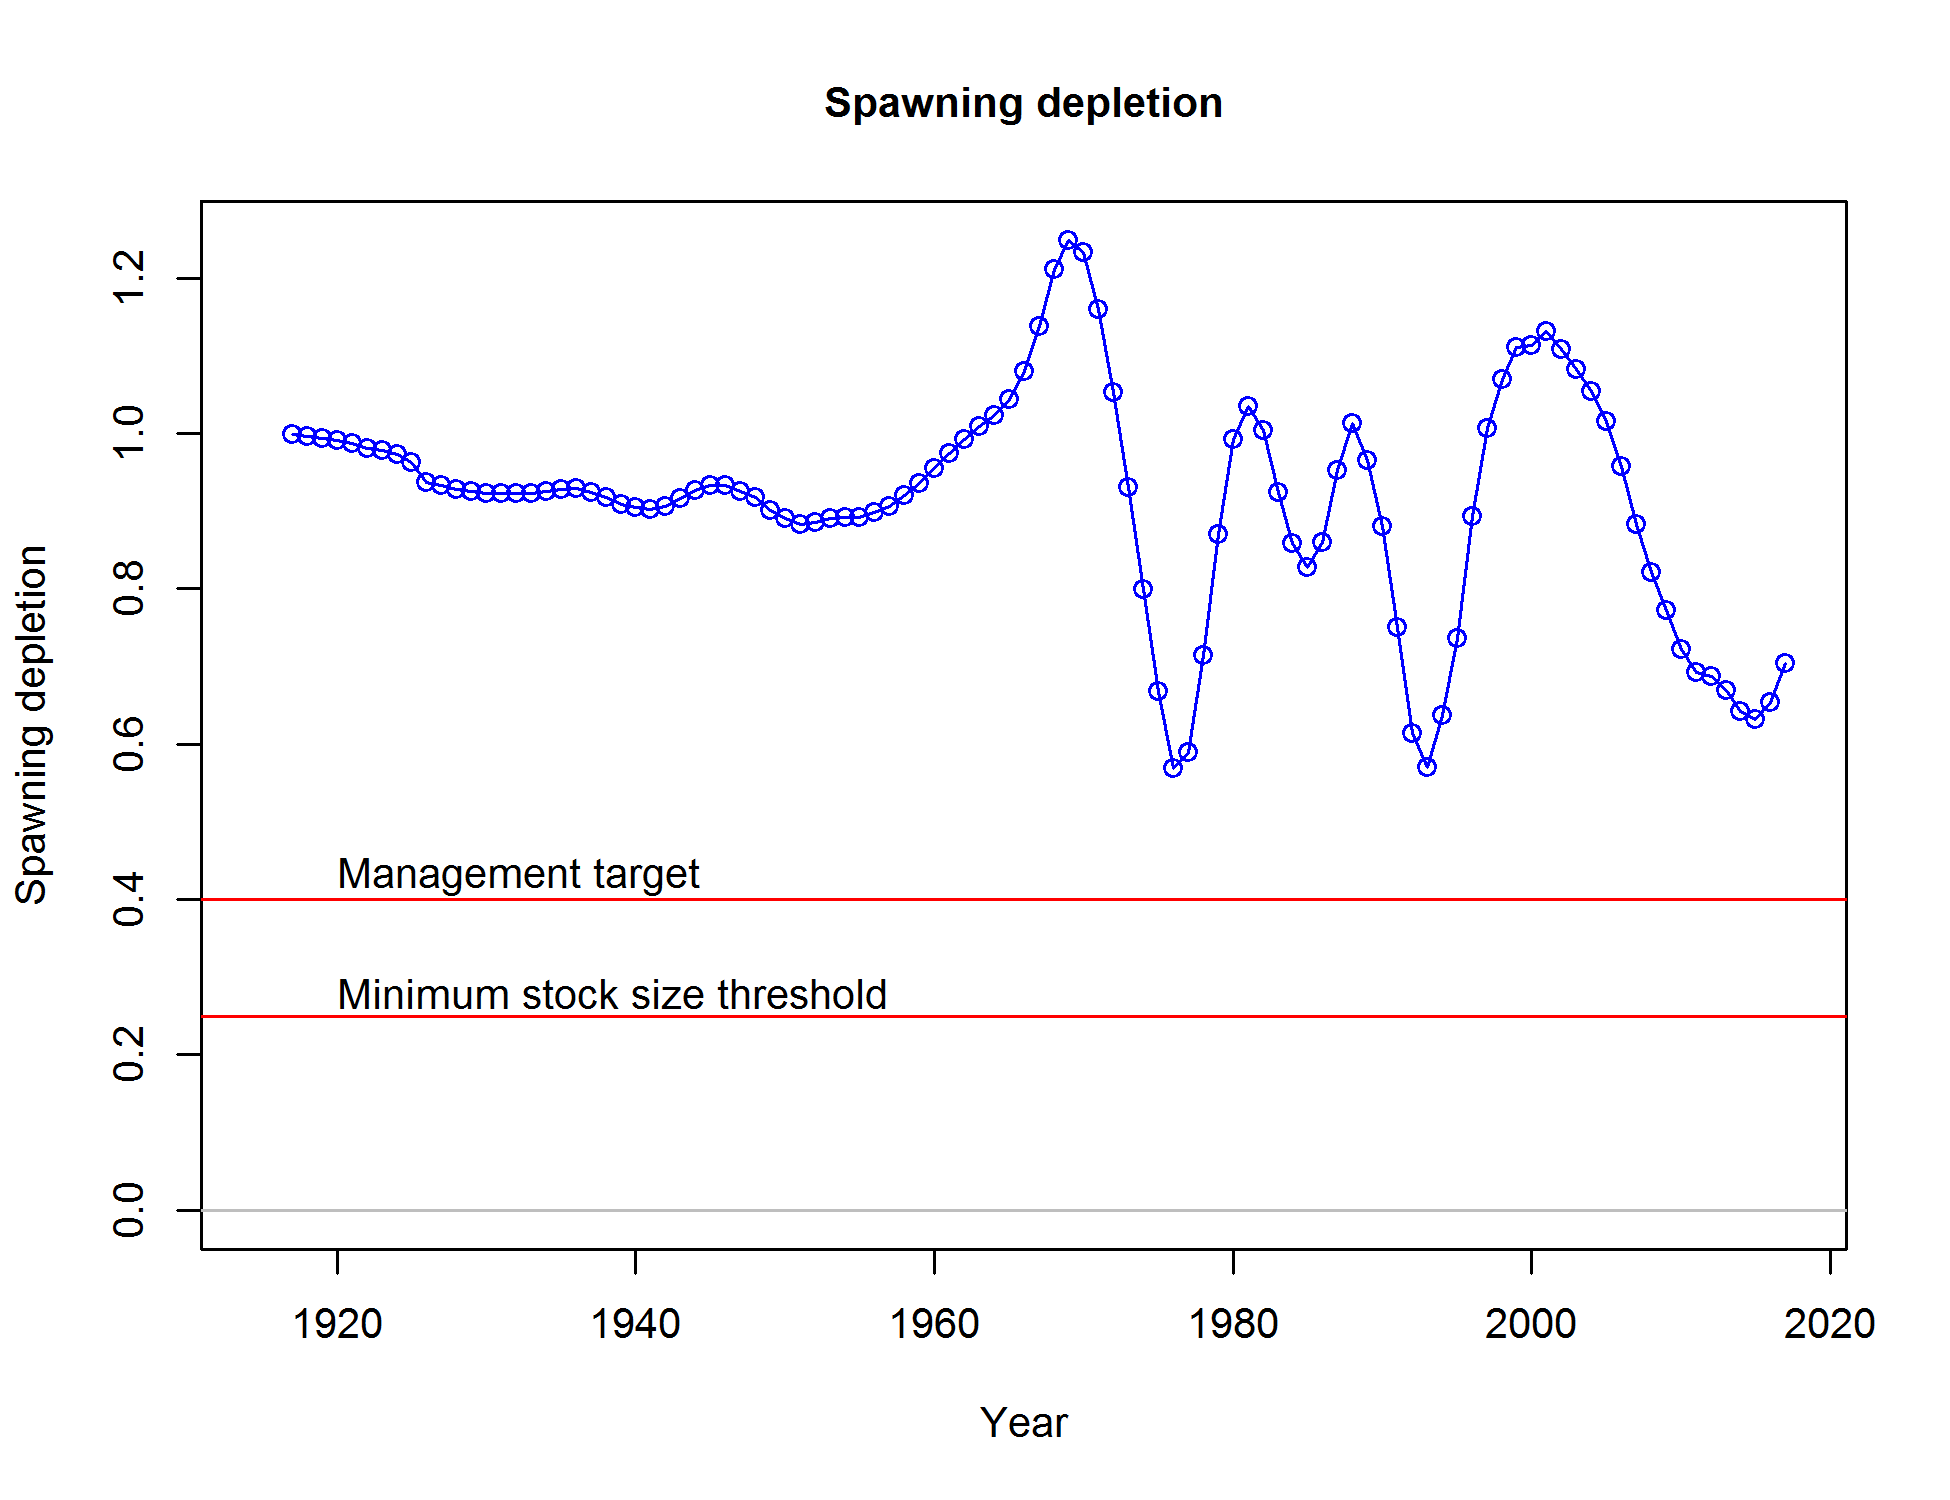 Spawning depletion
Spawning depletion
1.2
1.0
0.8
0.6
0.4
0.2
0.0
Management target
Minimum stock size threshold
1920 1940 1960 1980 2000 2020
Year